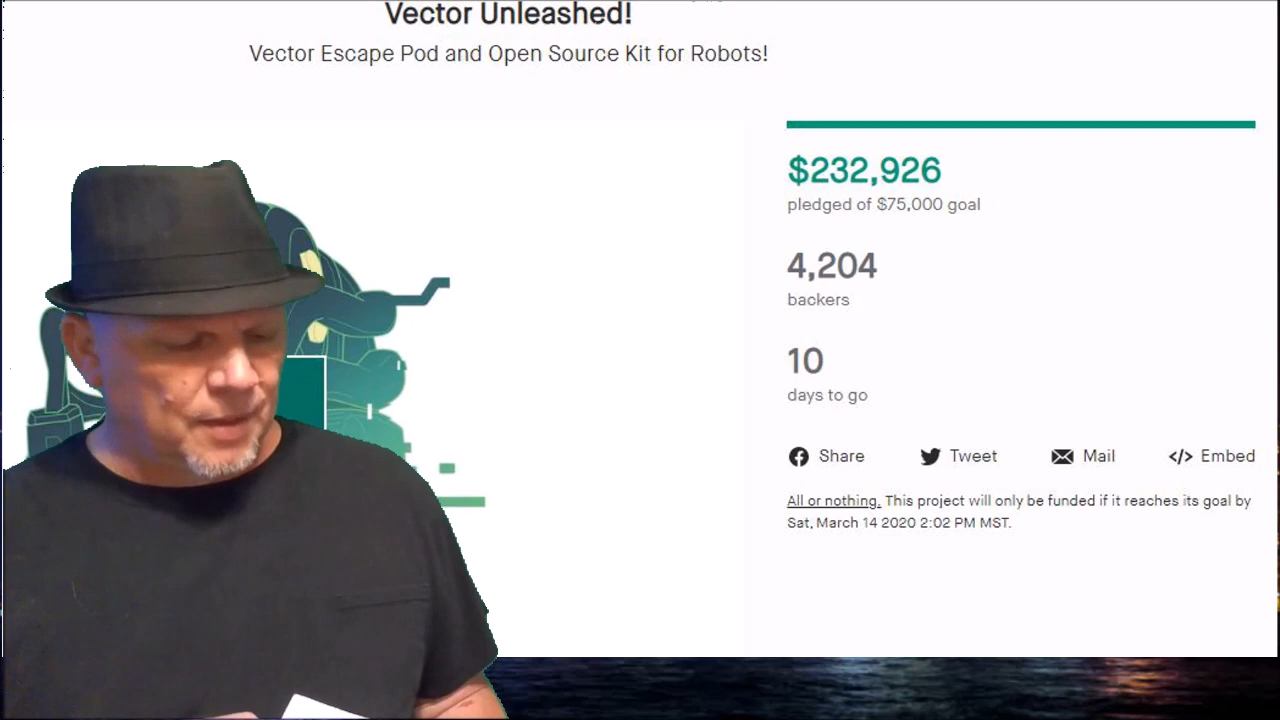 Vector Unleashed!
Vector Escape Pod and Open Source Kit for Robots!
$232,926
pledged of $75,000 goal
4,204
backers
10
days to go
Share Tweet Mail </> Embed
All or nothing. This project will only be funded if it reaches its goal by
Sat, March 14 2020 2:02 PM MST.